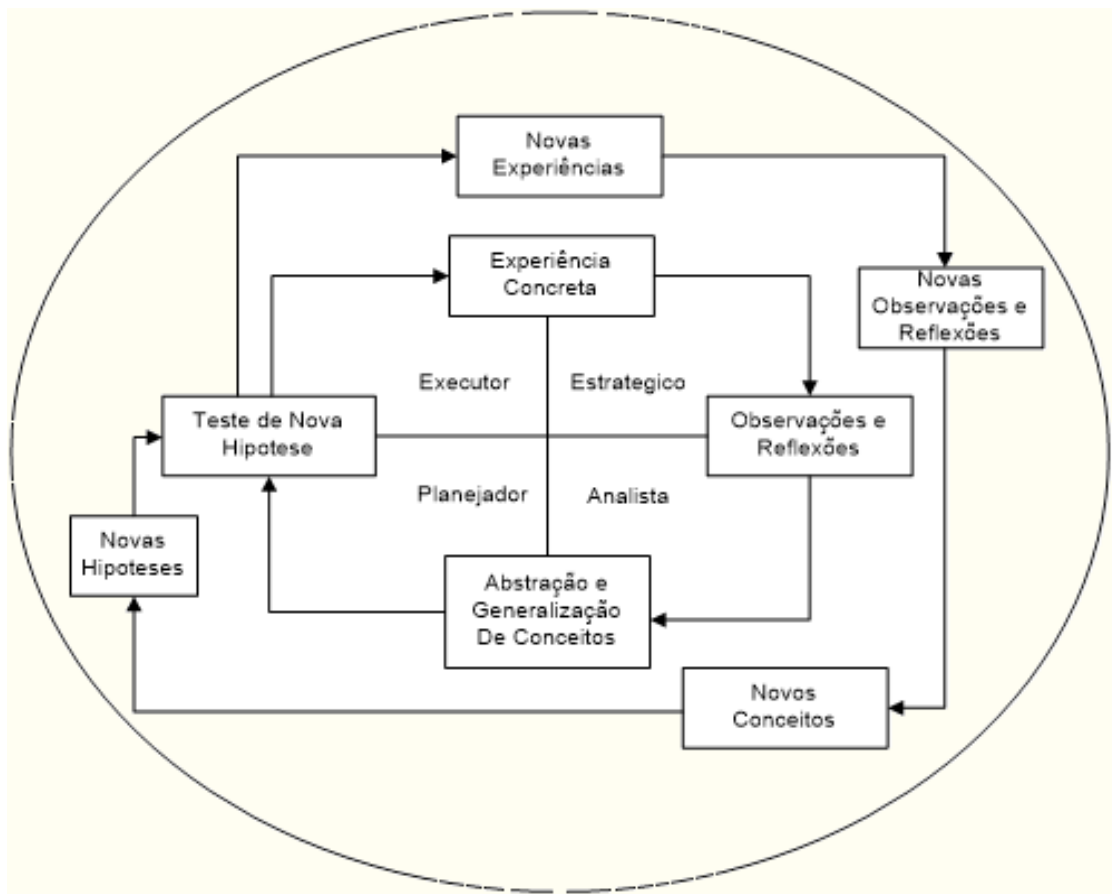 Novas
Experiências
Experiência
Concreta
Novas
Observações e
Reflexões
Executor
Estrategico
Teste de Nova
Hipotese
Observações e
Reflexões
Planejador
Analista
Novas
Hipoteses
Abstração e
Generalização
De Conceitos
Novos
Conceitos